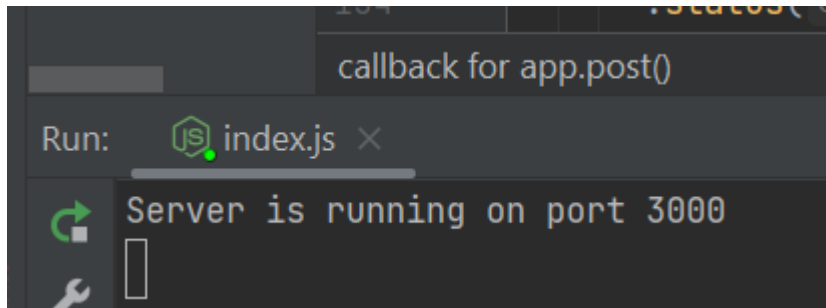 callback for app.post()
Run: index.js
Server is running on port 3000